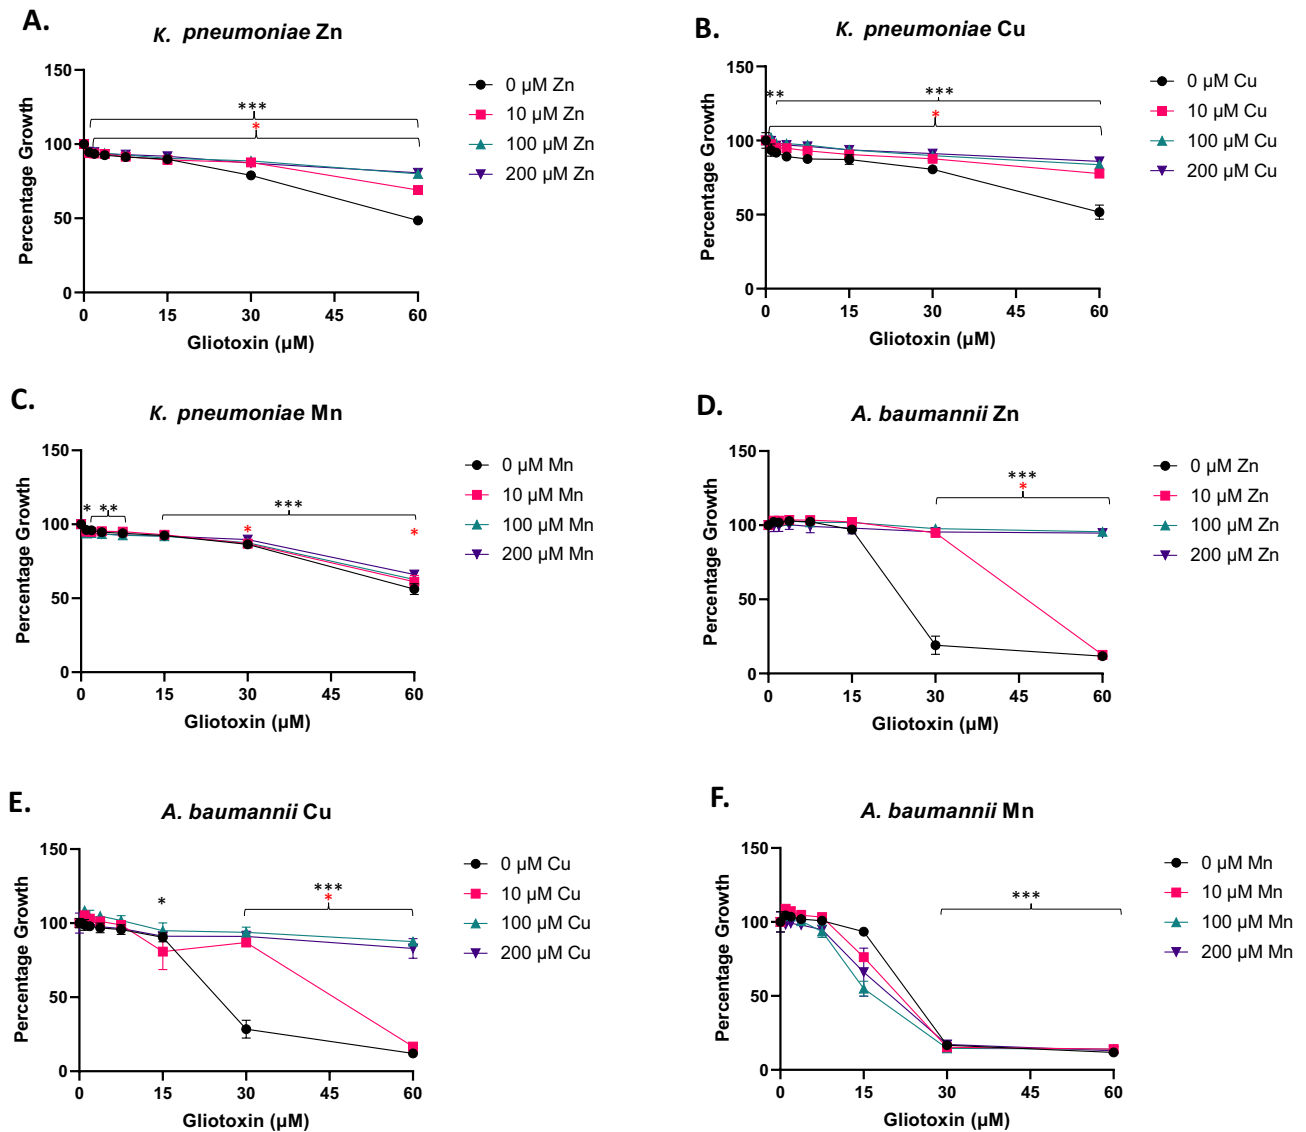 A.
K. pneumoniae Zn
150
100
50
0
Percentage Growth
***
*
0 15 30 45 60
Gliotoxin (µM)
0 µM Zn
10 µM Zn
100 µM Zn
200 µM Zn
B.
K. pneumoniae Cu
150
100
50
0
Percentage Growth
**
***
*
0 15 30 45 60
Gliotoxin (µM)
0 µM Cu
10 µM Cu
100 µM Cu
200 µM Cu
C.
K. pneumoniae Mn
150
100
50
0
Percentage Growth
* ** *** * *
0 15 30 45 60
Gliotoxin (µM)
0 µM Mn
10 µM Mn
100 µM Mn
200 µM Mn
D.
A. baumannii Zn
150
100
50
0
Percentage Growth
***
*
0 15 30 45 60
Gliotoxin (µM)
0 µM Zn
10 µM Zn
100 µM Zn
200 µM Zn
E.
A. baumannii Cu
150
100
50
0
Percentage Growth
*
***
*
0 15 30 45 60
Gliotoxin (µM)
0 µM Cu
10 µM Cu
100 µM Cu
200 µM Cu
F.
A. baumannii Mn
150
100
50
0
Percentage Growth
***
0 15 30 45 60
Gliotoxin (µM)
0 µM Mn
10 µM Mn
100 µM Mn
200 µM Mn